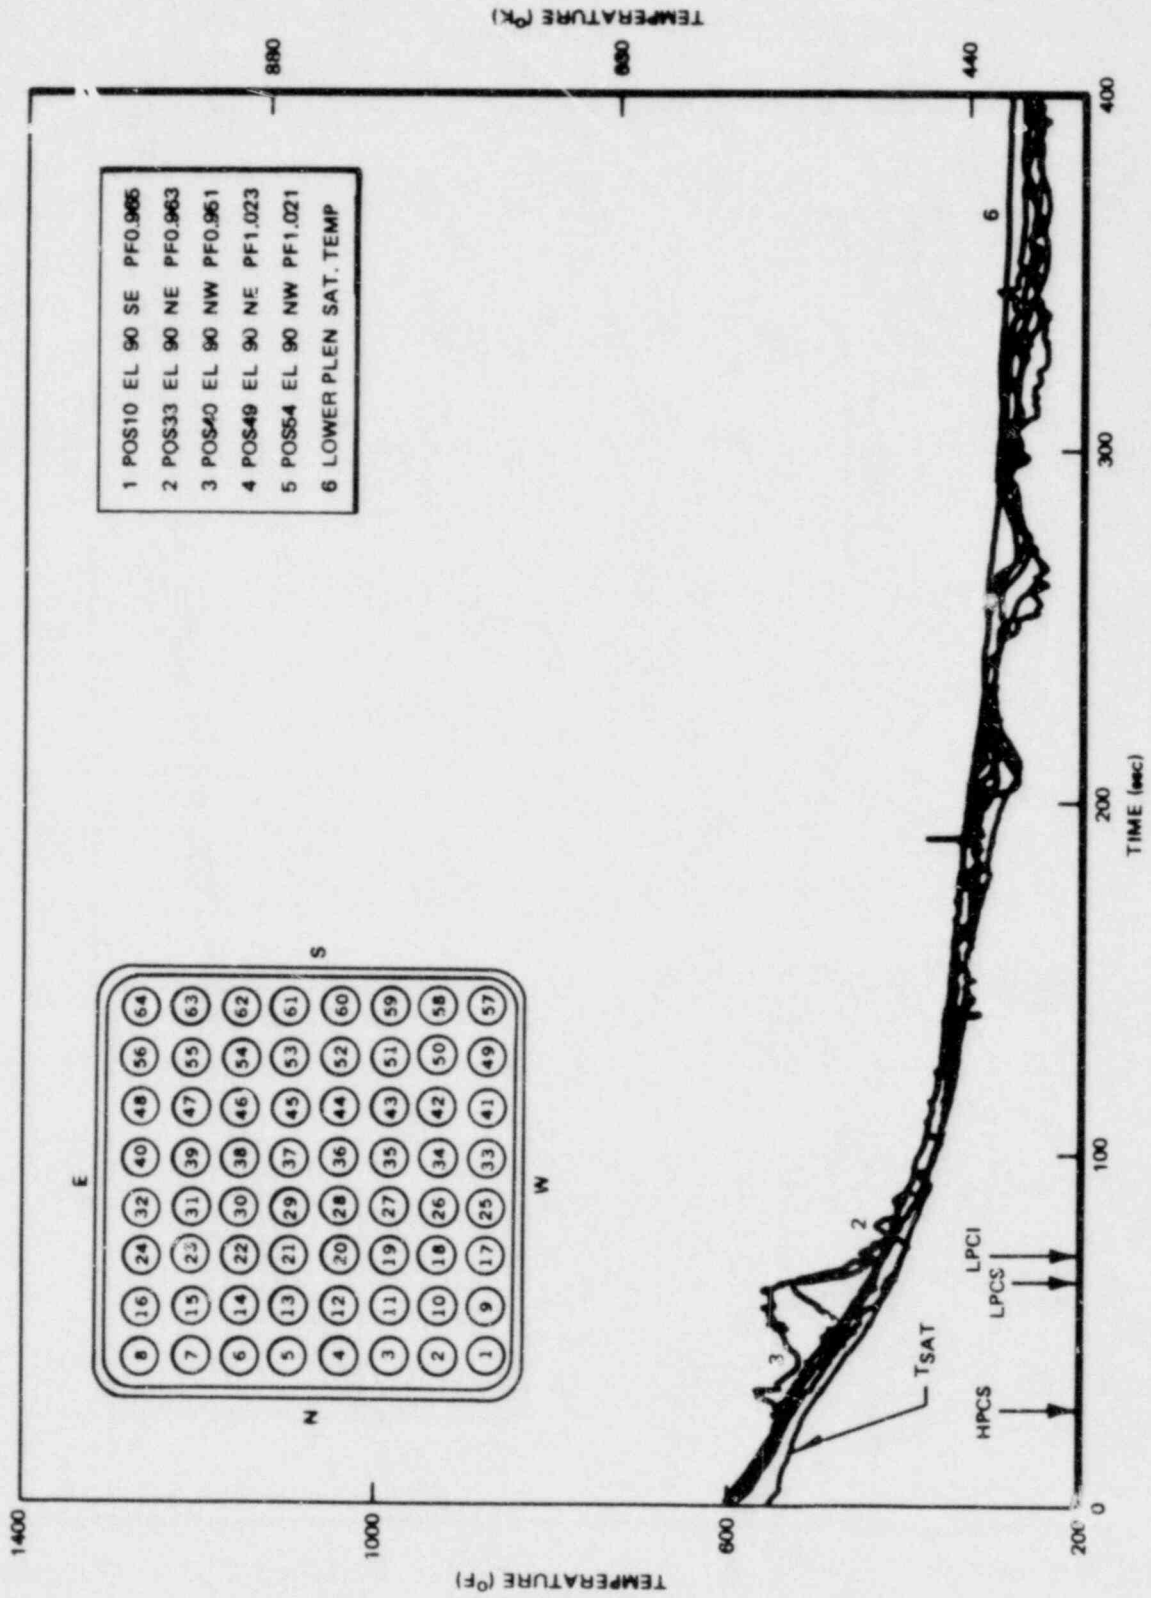 1400
1000
600
200
TEMPERATURE (°F)
880
660
440
TEMPERATURE (°K)
0
100
200
300
400
TIME (sec)
E
8 16 24 32 40 48 56 64
7 15 23 31 39 47 55 63
6 14 22 30 38 46 54 62
5 13 21 29 37 45 53 61
4 12 20 28 36 44 52 60
3 11 19 27 35 43 51 59
2 10 18 26 34 42 50 58
1 9 17 25 33 41 49 57
N
S
W
1 POS10 EL 90 SE PF0.965
2 POS33 EL 90 NE PF0.963
3 POS40 EL 90 NW PF0.951
4 POS49 EL 90 NE PF1.023
5 POS54 EL 90 NW PF1.021
6 LOWER PLEN SAT. TEMP
3
2
6
TSAT
HPCS
LPCS
LPCI